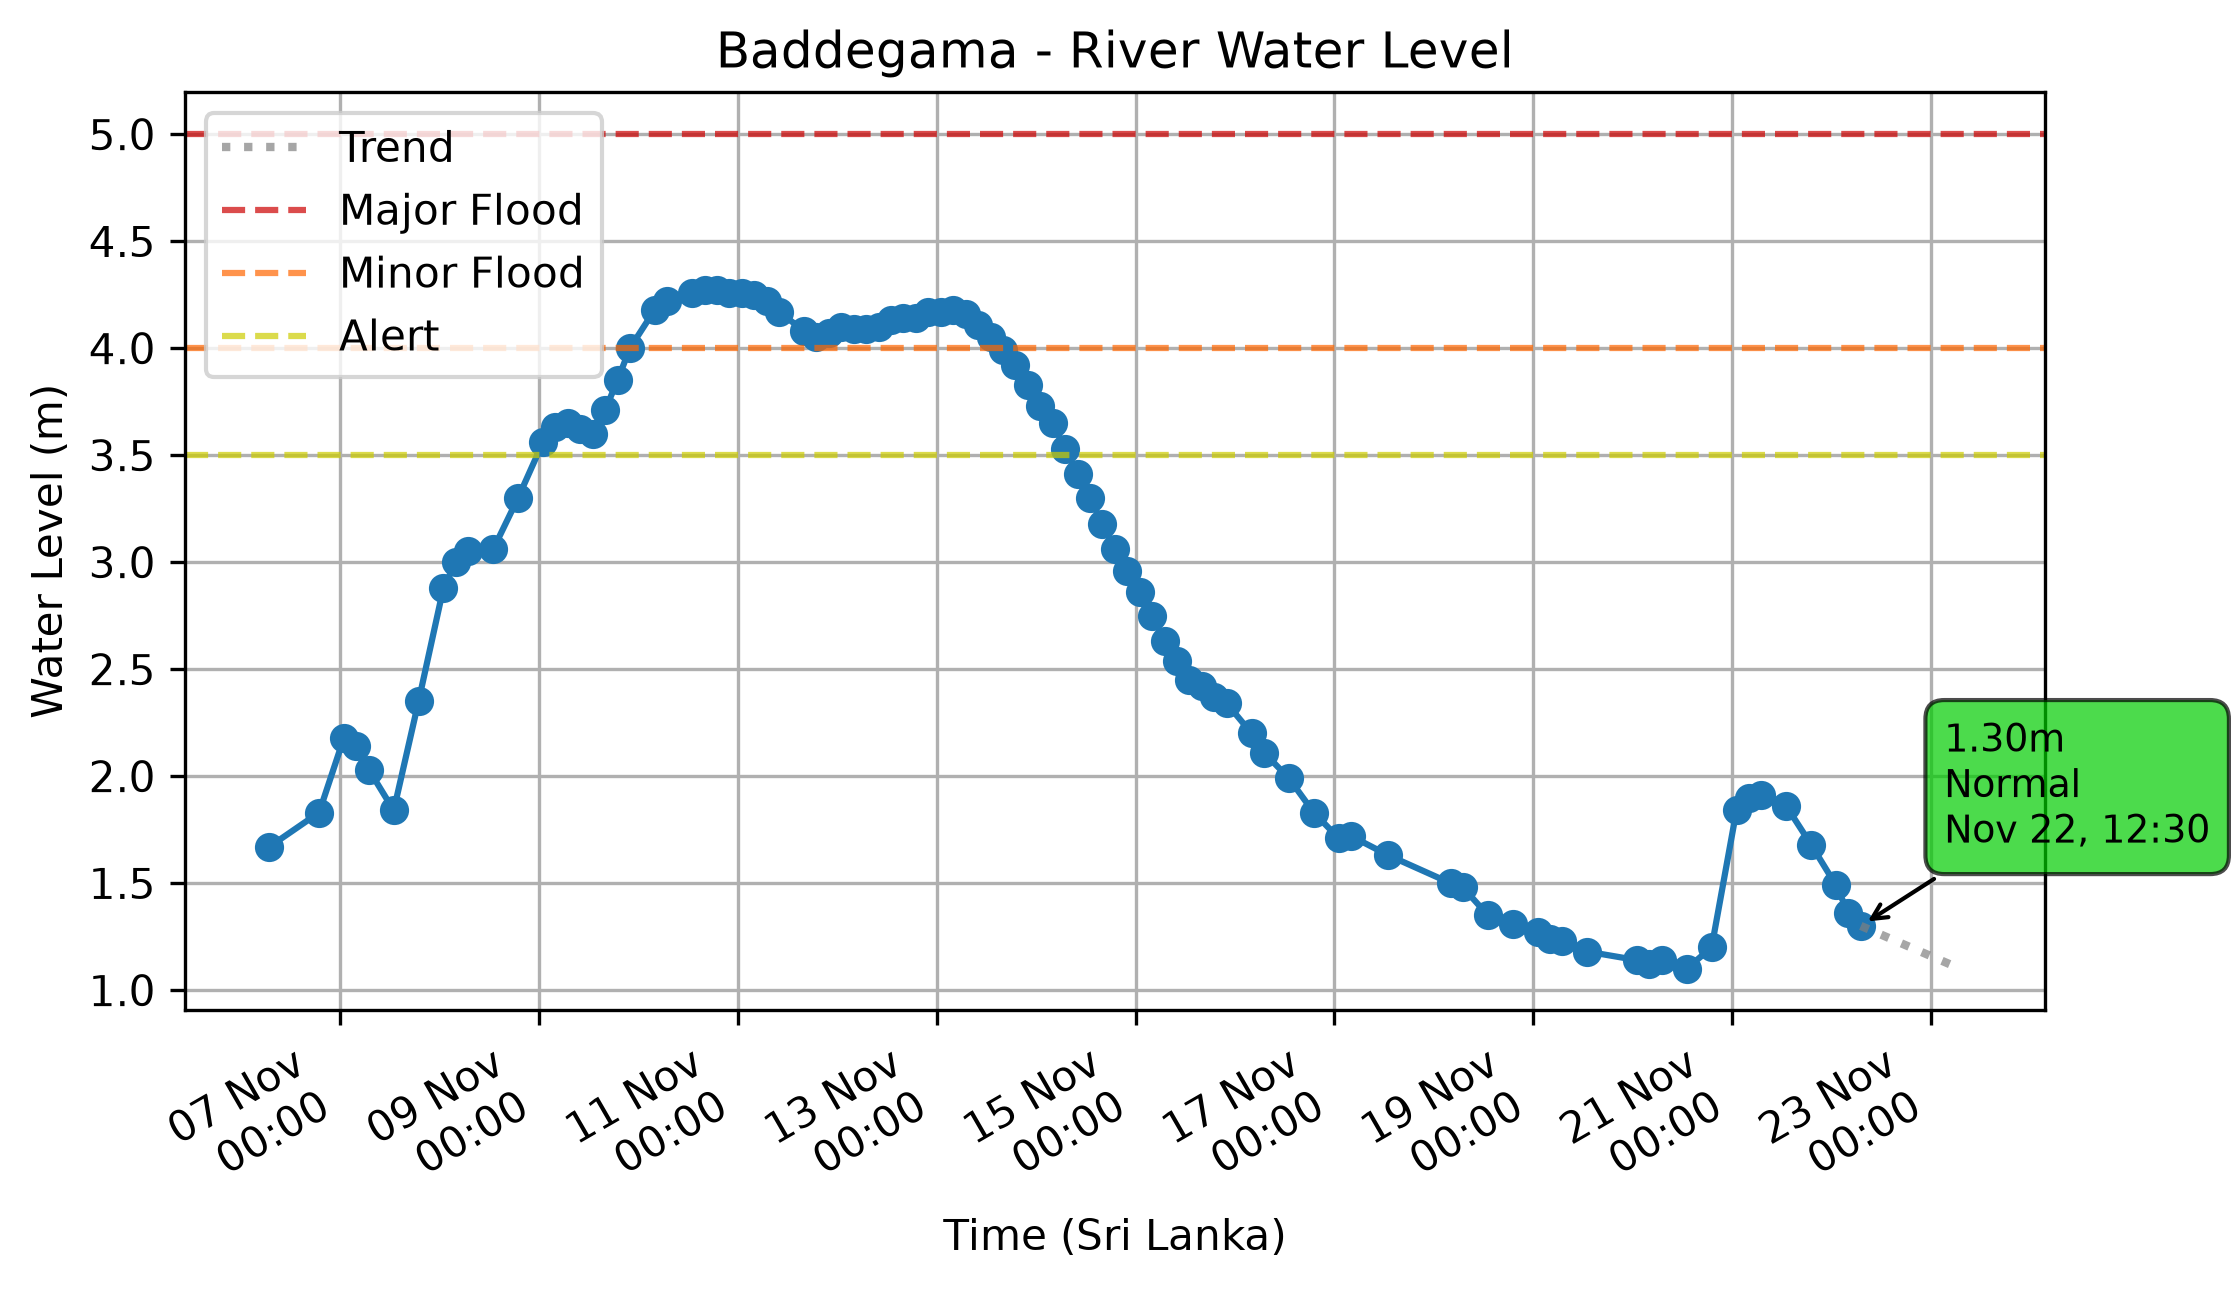 Baddegama - River Water Level
Trend
Major Flood
Minor Flood
Alert
5.0
4.5
4.0
3.5
3.0
2.5
2.0
1.5
1.0
Water Level (m)
1.30m
Normal
Nov 22, 12:30
07 Nov
00:00
09 Nov
00:00
11 Nov
00:00
13 Nov
00:00
15 Nov
00:00
17 Nov
00:00
19 Nov
00:00
21 Nov
00:00
23 Nov
00:00
Time (Sri Lanka)